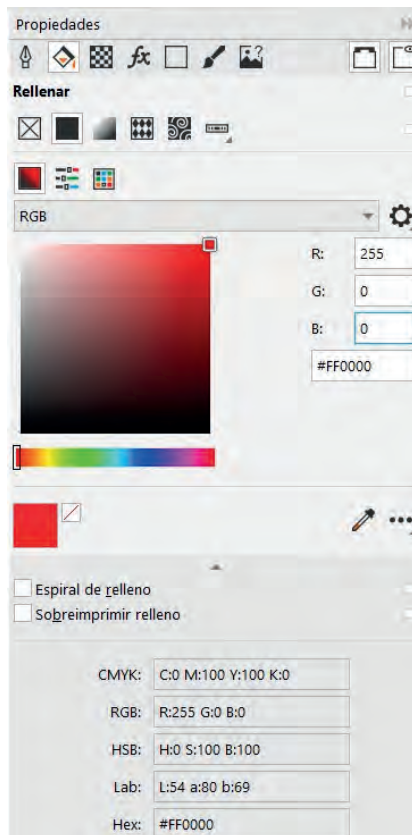 Propiedades
fx
?
Rellenar
RGB
R: 255
G: 0
B: 0
#FF0000
Espiral de relleno
Sobreimprimir relleno
CMYK: C:0 M:100 Y:100 K:0
RGB: R:255 G:0 B:0
HSB: H:0 S:100 B:100
Lab: L:54 a:80 b:69
Hex: #FF0000